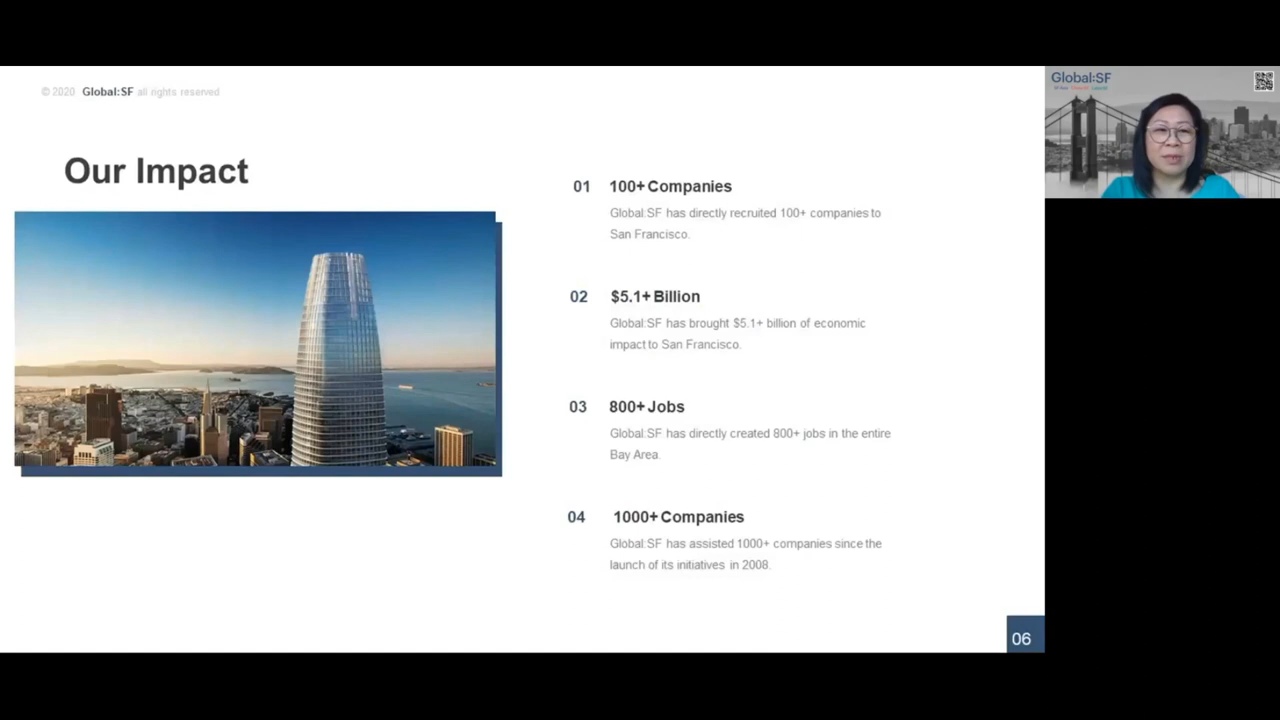 © 2020 Global:SF all rights reserved
Our Impact
01 100+ Companies
Global:SF has directly recruited 100+ companies to
San Francisco.
02 $5.1+ Billion
Global:SF has brought $5.1+ billion of economic
impact to San Francisco.
03 800+ Jobs
Global:SF has directly created 800+ jobs in the entire
Bay Area.
04 1000+ Companies
Global:SF has assisted 1000+ companies since the
launch of its initiatives in 2008.
06
Global:SF